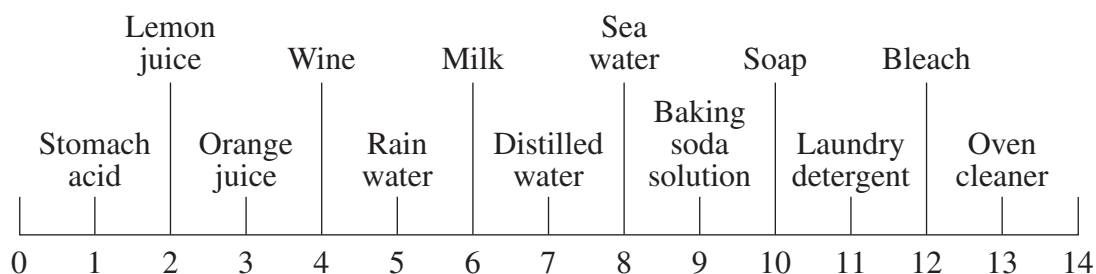 Lemon juice
Wine
Milk
Sea water
Soap
Bleach
Stomach acid
Orange juice
Rain water
Distilled water
Baking soda solution
Laundry detergent
Oven cleaner
0 1 2 3 4 5 6 7 8 9 10 11 12 13 14